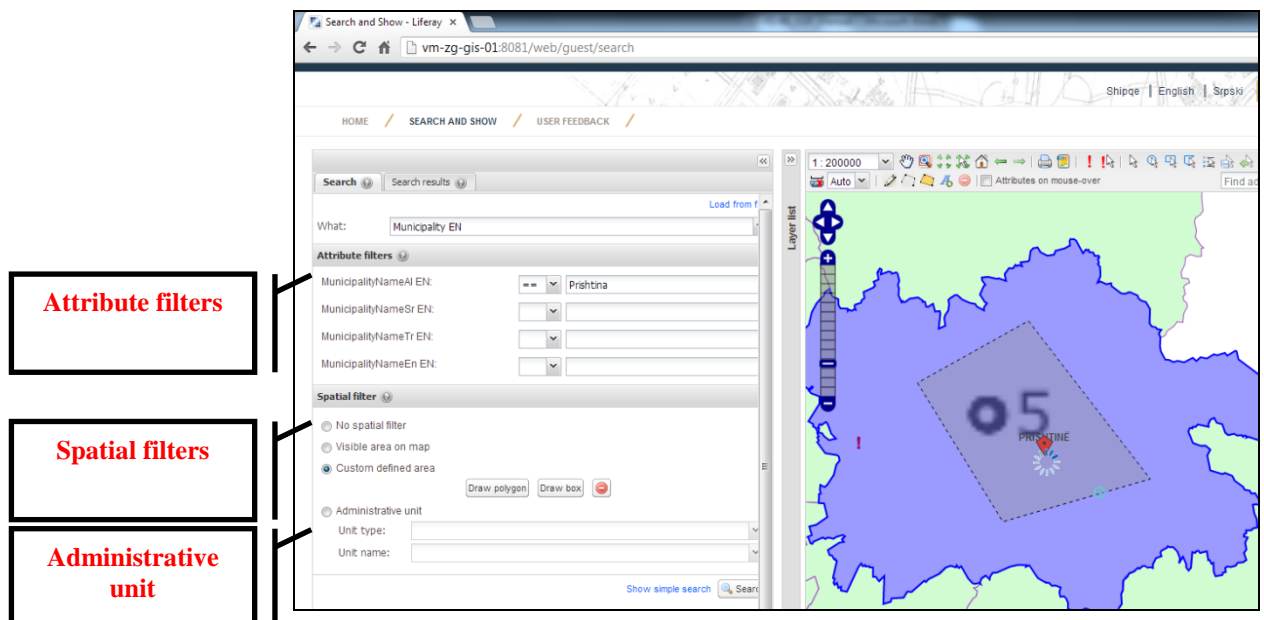 Search and Show - Liferay ×
vm-zg-gis-01:8081/web/guest/search
Shipqe | English | Srpski
HOME / SEARCH AND SHOW / USER FEEDBACK /
Search
Search results
Load from f
What: Municipality EN
Attribute filters
MunicipalityNameAl EN: == Prishtina
MunicipalityNameSr EN:
MunicipalityNameTr EN:
MunicipalityNameEn EN:
Spatial filter
No spatial filter
Visible area on map
Custom defined area
Draw polygon Draw box
Administrative unit
Unit type:
Unit name:
Show simple search Searc
Attribute filters
Spatial filters
Administrative
unit
Layer list
1 : 200000
Auto
Attributes on mouse-over
Find ad
5
PRISHTINE